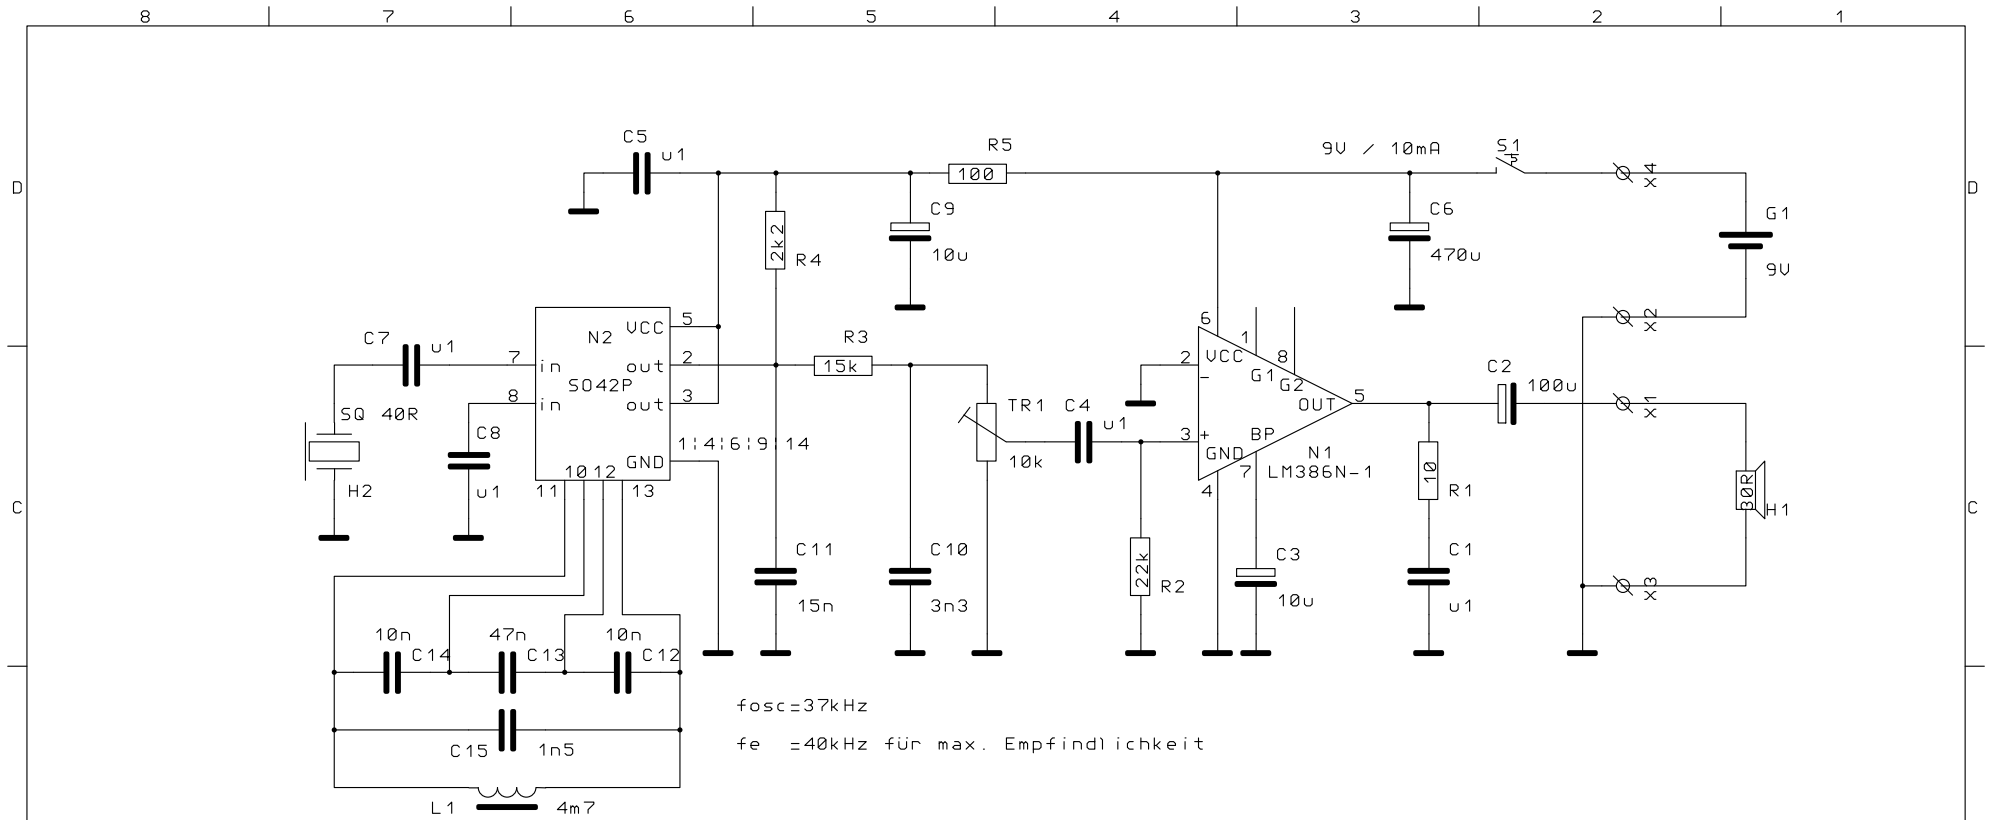 8 7 6 5 4 3 2 1
C5
u1
R5
100
9V / 10mA
S1
x4
D
D
C9
10u
C6
470u
G1
9V
2k2
R4
x2
C7
u1
N2
VCC
5
R3
15k
6
1
8
7
in
out
2
SO42P
8
in
out
3
2
VCC
-
G1
G2
OUT
5
C2
100u
x1
SQ 40R
C8
u1
H2
1¦4¦6¦9¦14
GND
10 12
11
13
TR1
10k
C4
u1
3
+
BP
GND
7
4
N1
LM386N-1
10
R1
30R
H1
C
C
C11
15n
C10
3n3
22k
R2
C3
10u
C1
u1
x3
10n
C14
47n
C13
10n
C12
C15
1n5
fosc=37kHz
fe =40kHz für max. Empfindlichkeit
L1
4m7